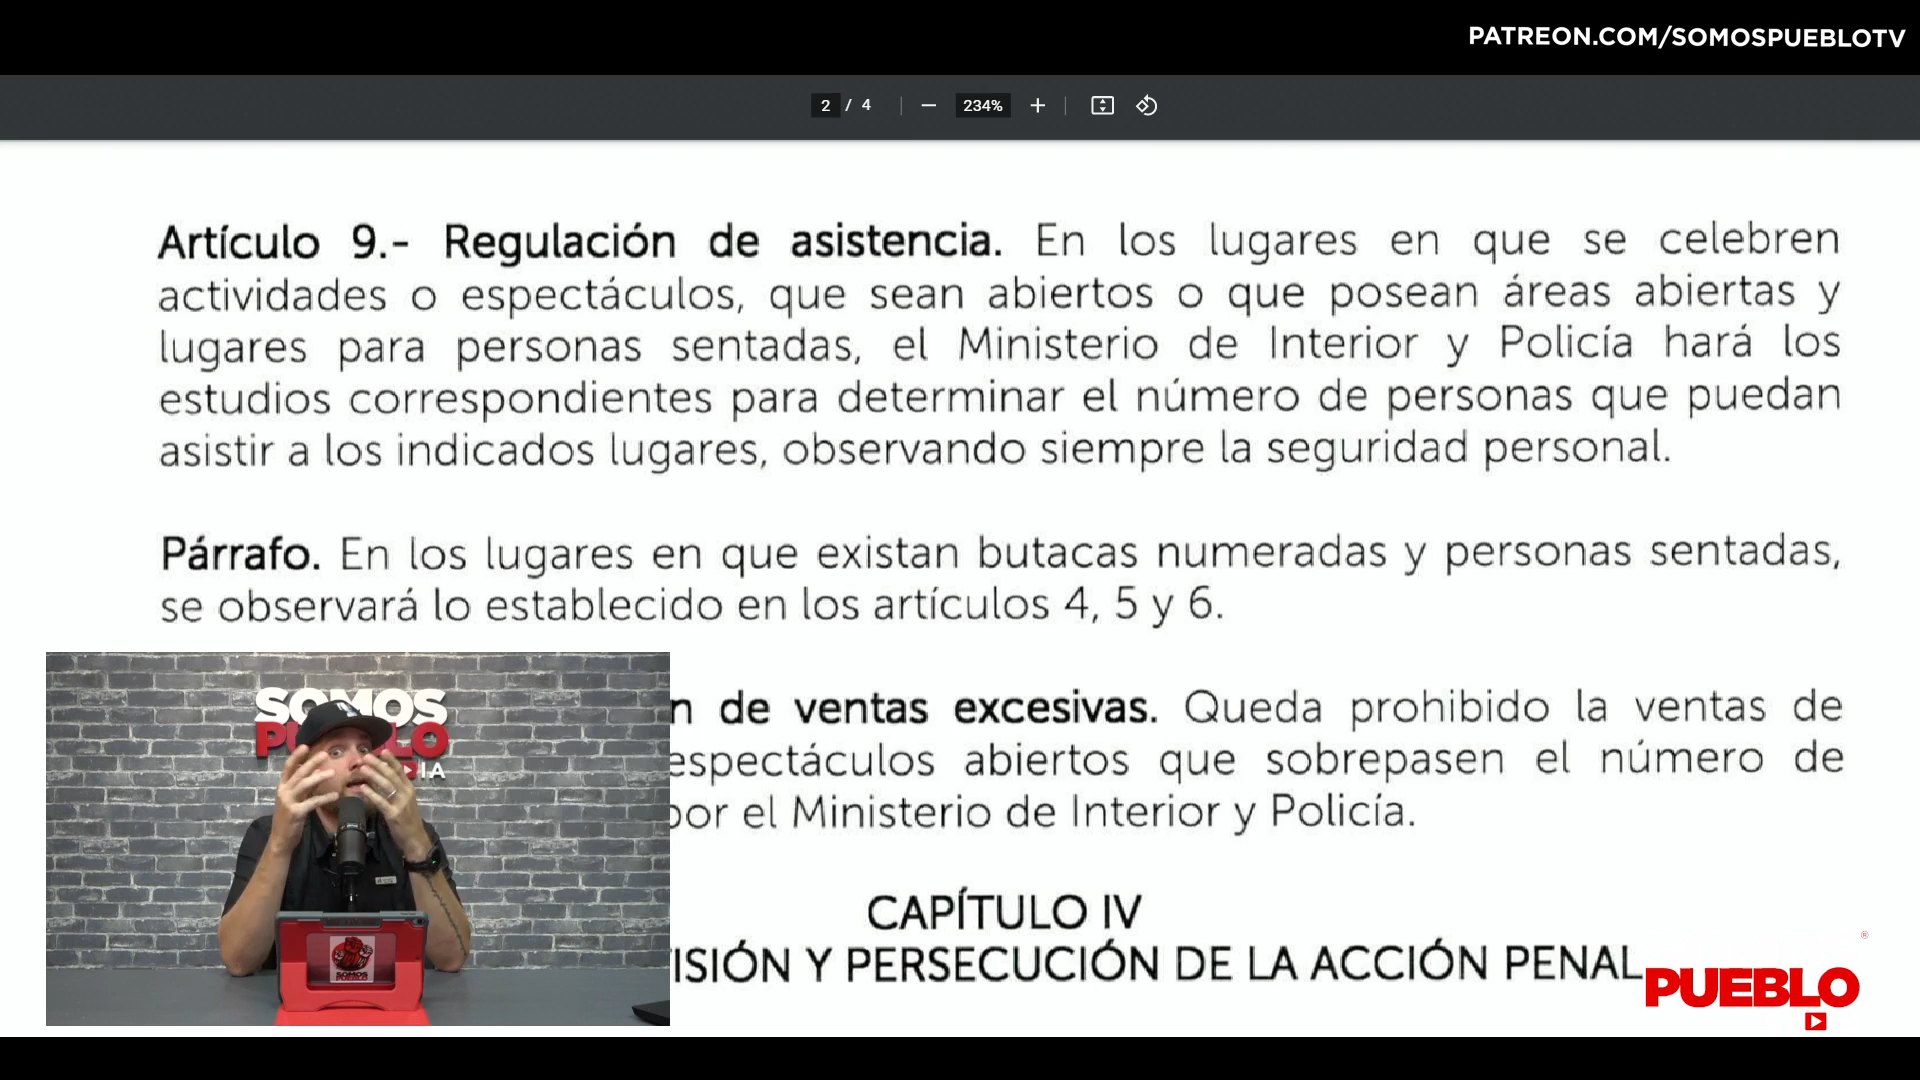 PATREON.COM/SOMOSPUEBLOTV
2 / 4 234%
Artículo 9.- Regulación de asistencia. En los lugares en que se celebren
actividades o espectáculos, que sean abiertos o que posean áreas abiertas y
lugares para personas sentadas, el Ministerio de Interior y Policía hará los
estudios correspondientes para determinar el número de personas que puedan
asistir a los indicados lugares, observando siempre la seguridad personal.
Párrafo. En los lugares en que existan butacas numeradas y personas sentadas,
se observará lo establecido en los artículos 4, 5 y 6.
n de ventas excesivas. Queda prohibido la ventas de
espectáculos abiertos que sobrepasen el número de
por el Ministerio de Interior y Policía.
CAPÍTULO IV
ISIÓN Y PERSECUCIÓN DE LA ACCIÓN PENAL
SOMOS
PUEBLO
IA
SOMOS
PUEBLO
PUEBLO
®